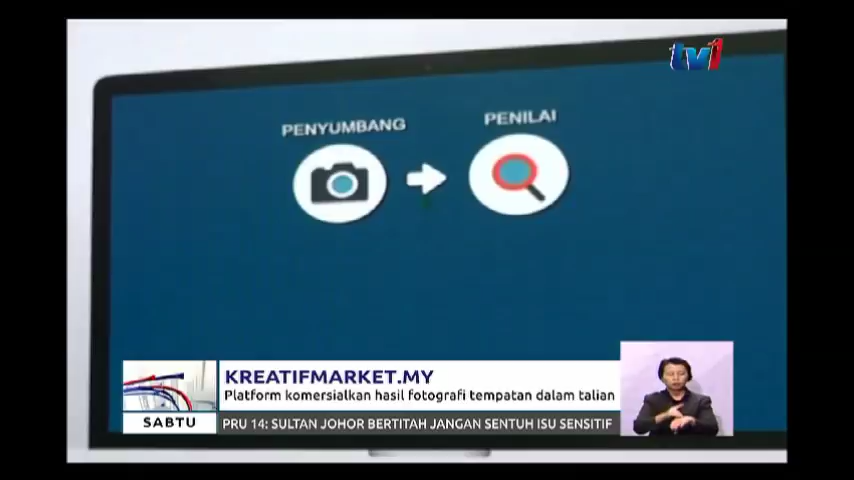 tv1
PENYUMBANG
PENILAI
KREATIFMARKET.MY
Platform komersialkan hasil fotografi tempatan dalam talian
SABTU
PRU 14: SULTAN JOHOR BERTITAH JANGAN SENTUH ISU SENSITIF